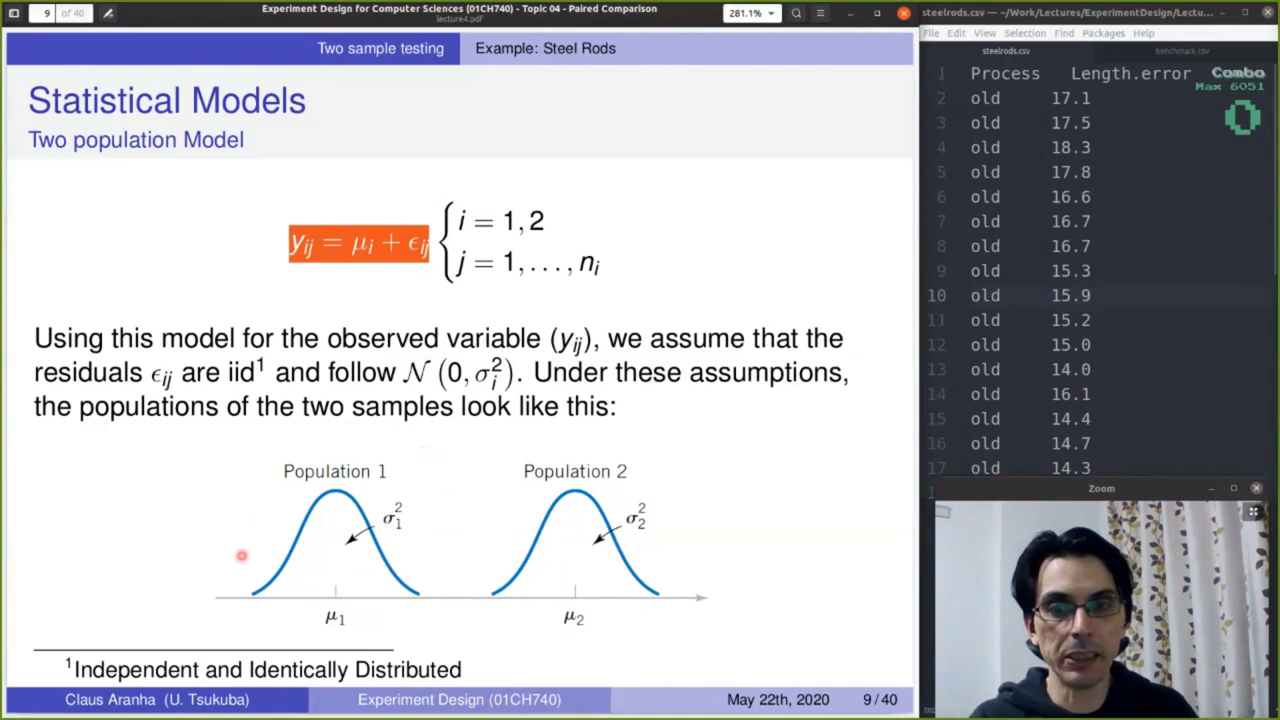 9 of 40
Experiment Design for Computer Sciences (01CH740) - Topic 04 - Paired Comparison
lecture4.pdf
281.1%
Two sample testing
Example: Steel Rods
Statistical Models
Two population Model
y_ij = μ_i + ϵ_ij { i = 1, 2
j = 1, . . . , n_i
Using this model for the observed variable (y_ij), we assume that the
residuals ϵ_ij are iid¹ and follow N (0, σ_i²). Under these assumptions,
the populations of the two samples look like this:
Population 1
Population 2
σ₁²
σ₂²
μ₁
μ₂
¹Independent and Identically Distributed
Claus Aranha (U. Tsukuba)
Experiment Design (01CH740)
May 22th, 2020
9 / 40
steelrods.csv — ~/Work/Lectures/ExperimentDesign/Lectu...
File Edit View Selection Find Packages Help
steelrods.csv
benchmark.csv
1 Process Length.error
Combo
Max 6051
0
2 old 17.1
3 old 17.5
4 old 18.3
5 old 17.8
6 old 16.6
7 old 16.7
8 old 16.7
9 old 15.3
10 old 15.9
11 old 15.2
12 old 15.0
13 old 14.0
14 old 16.1
15 old 14.4
16 old 14.7
17 old 14.3
Zoom